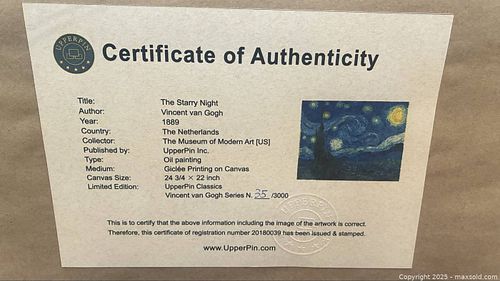 UPPERPIN
Certificate of Authenticity
Title: The Starry Night
Author: Vincent van Gogh
Year: 1889
Country: The Netherlands
Collector: The Museum of Modern Art [US]
Published by: UpperPin Inc.
Type: Oil painting
Medium: Giclée Printing on Canvas
Canvas Size: 24 3/4 × 22 inch
Limited Edition: UpperPin Classics
Vincent van Gogh Series N. 35 /3000
UPPERPIN
This is to certify that the above information including the image of the artwork is correct.
Therefore, this certificate of registration number 20180039 has been issued & stamped.
www.UpperPin.com
Copyright 2025 - maxsold.com